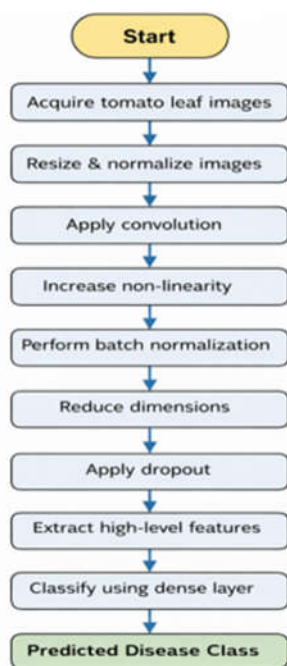 Start
Acquire tomato leaf images
Resize & normalize images
Apply convolution
Increase non-linearity
Perform batch normalization
Reduce dimensions
Apply dropout
Extract high-level features
Classify using dense layer
Predicted Disease Class